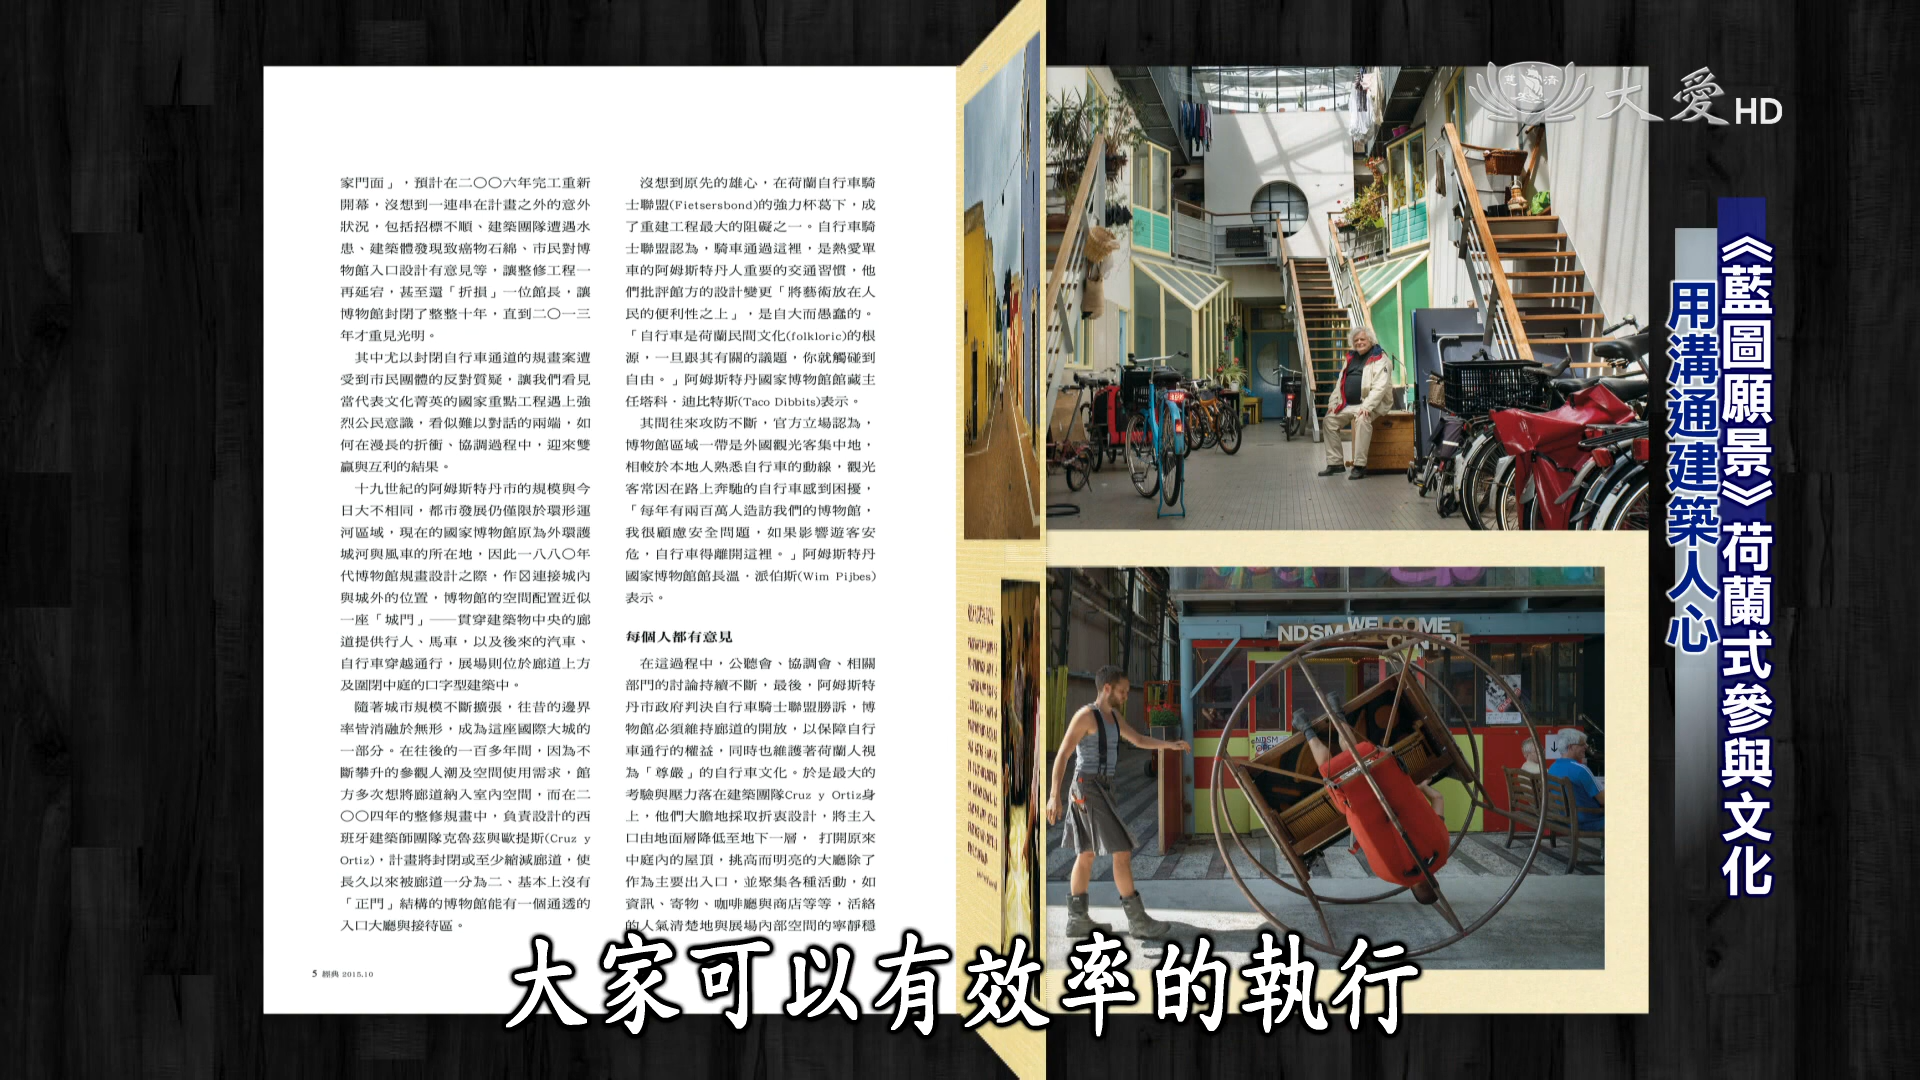 家門面」，預計在二〇〇六年完工重新
開幕，沒想到一連串在計畫之外的意外
狀況，包括招標不順、建築團隊遭遇水
患、建築體發現致癌物石綿、市民對博
物館入口設計有意見等，讓整修工程一
再延宕，甚至還「折損」一位館長，讓
博物館封閉了整整十年，直到二〇一三
年才重見光明。
其中尤以封閉自行車通道的規畫案遭
受到市民團體的反對質疑，讓我們看見
當代表文化菁英的國家重點工程遇上強
烈公民意識，看似難以對話的兩端，如
何在漫長的折衝、協調過程中，迎來雙
贏與互利的結果。
十九世紀的阿姆斯特丹市的規模與今
日大不相同，都市發展仍僅限於環形運
河區域，現在的國家博物館原為外環護
城河與風車的所在地，因此一八八〇年
代博物館規畫設計之際，作連接城內
與城外的位置，博物館的空間配置近似
一座「城門」——貫穿建築物中央的廊
道提供行人、馬車，以及後來的汽車、
自行車穿越通行，展場則位於廊道上方
及圍閉中庭的口字型建築中。
隨著城市規模不斷擴張，往昔的邊界
率皆消融於無形，成為這座國際大城的
一部分。在往後的一百多年間，因為不
斷攀升的參觀人潮及空間使用需求，館
方多次想將廊道納入室內空間，而在二
〇〇四年的整修規畫中，負責設計的西
班牙建築師團隊克魯茲與歐提斯(Cruz y
Ortiz)，計畫將封閉或至少縮減廊道，使
長久以來被廊道一分為二、基本上沒有
「正門」結構的博物館能有一個通透的
入口大廳與接待區。
沒想到原先的雄心，在荷蘭自行車騎
士聯盟(Fietsersbond)的強力杯葛下，成
了重建工程最大的阻礙之一。自行車騎
士聯盟認為，騎車通過這裡，是熱愛單
車的阿姆斯特丹人重要的交通習慣，他
們批評館方的設計變更「將藝術放在人
民的便利性之上」，是自大而愚蠢的。
「自行車是荷蘭民間文化(folkloric)的根
源，一旦跟其有關的議題，你就觸碰到
自由。」阿姆斯特丹國家博物館館藏主
任塔科．迪比特斯(Taco Dibbits)表示。
其間往來攻防不斷，官方立場認為，
博物館區域一帶是外國觀光客集中地，
相較於本地人熟悉自行車的動線，觀光
客常因在路上奔馳的自行車感到困擾，
「每年有兩百萬人造訪我們的博物館，
我很顧慮安全問題，如果影響遊客安
危，自行車得離開這裡。」阿姆斯特丹
國家博物館館長溫．派伯斯(Wim Pijbes)
表示。
每個人都有意見
在這過程中，公聽會、協調會、相關
部門的討論持續不斷，最後，阿姆斯特
丹市政府判決自行車騎士聯盟勝訴，博
物館必須維持廊道的開放，以保障自行
車通行的權益，同時也維護著荷蘭人視
為「尊嚴」的自行車文化。於是最大的
考驗與壓力落在建築團隊Cruz y Ortiz身
上，他們大膽地採取折衷設計，將主入
口由地面層降低至地下一層， 打開原來
中庭內的屋頂，挑高而明亮的大廳除了
作為主要出入口，並聚集各種活動，如
資訊、寄物、咖啡廳與商店等等，活絡
的人氣清楚地與展場內部空間的寧靜穩
5 經典 2015.10
NDSM WELCOME
CENTRE
NDSM
大愛HD
《藍圖願景》荷蘭式參與文化
用溝通建築人心
大家可以有效率的執行